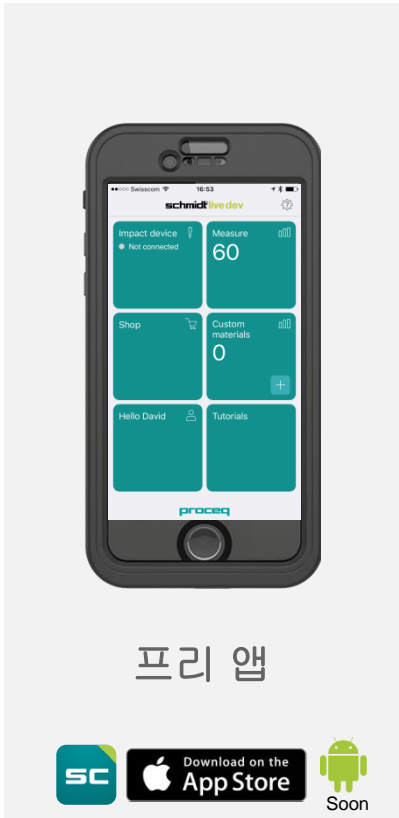 Swisscom
16:53
schmidt live dev
Impact device
Not connected
Measure
60
Shop
Custom
materials
0
+
Hello David
Tutorials
proceq
프리 앱
SC
Download on the
App Store
Soon